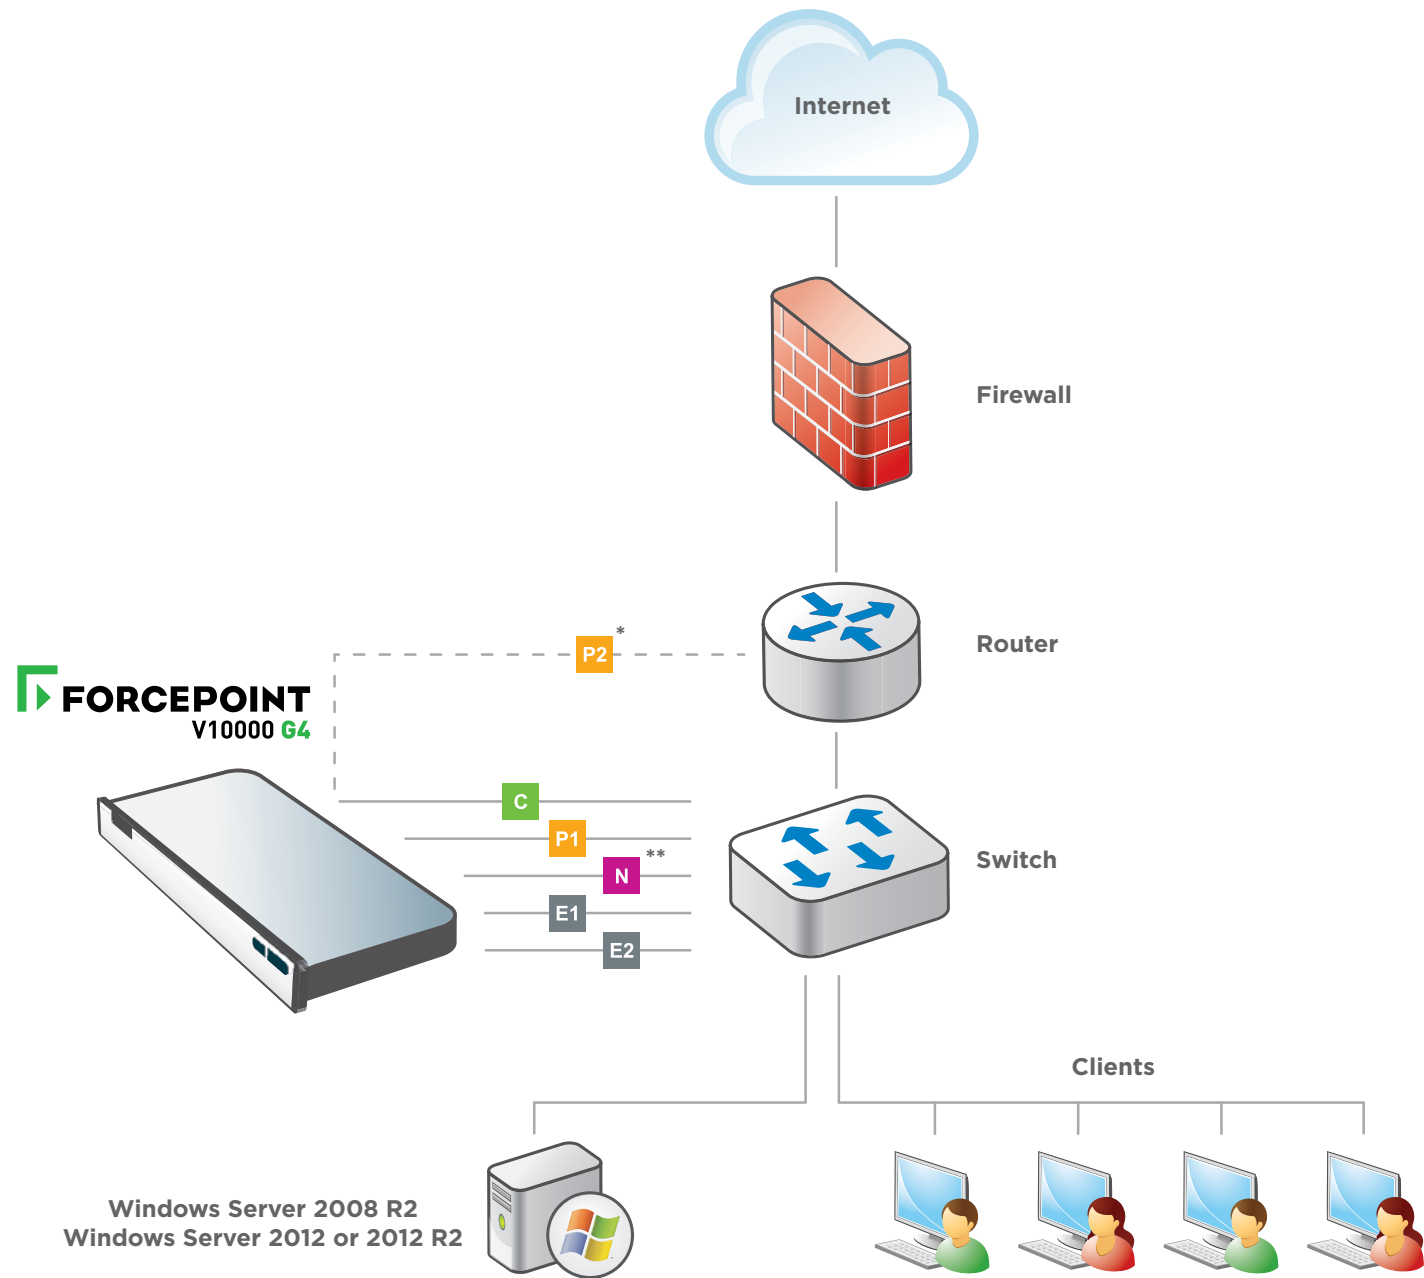 Internet
Firewall
Router
P2 *
FORCEPOINT
V10000 G4
C
P1
N **
E1
E2
Switch
Clients
Windows Server 2008 R2
Windows Server 2012 or 2012 R2